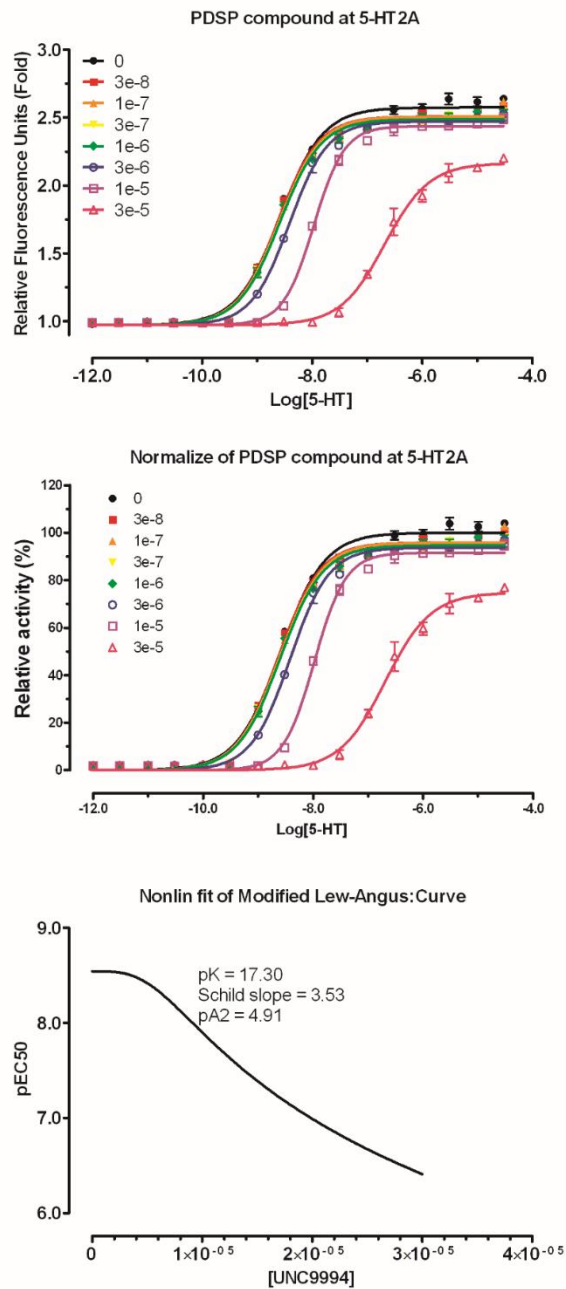 PDSP compound at 5-HT2A
Relative Fluorescence Units (Fold)
3.0
2.5
2.0
1.5
1.0
0
3e-8
1e-7
3e-7
1e-6
3e-6
1e-5
3e-5
-12.0 -10.0 -8.0 -6.0 -4.0
Log[5-HT]
Normalize of PDSP compound at 5-HT2A
Relative activity (%)
120
100
80
60
40
20
0
0
3e-8
1e-7
3e-7
1e-6
3e-6
1e-5
3e-5
-12.0 -10.0 -8.0 -6.0 -4.0
Log[5-HT]
Nonlin fit of Modified Lew-Angus:Curve
pEC50
9.0
8.0
7.0
6.0
pK = 17.30
Schild slope = 3.53
pA2 = 4.91
0 1×10⁻⁰⁵ 2×10⁻⁰⁵ 3×10⁻⁰⁵ 4×10⁻⁰⁵
[UNC9994]